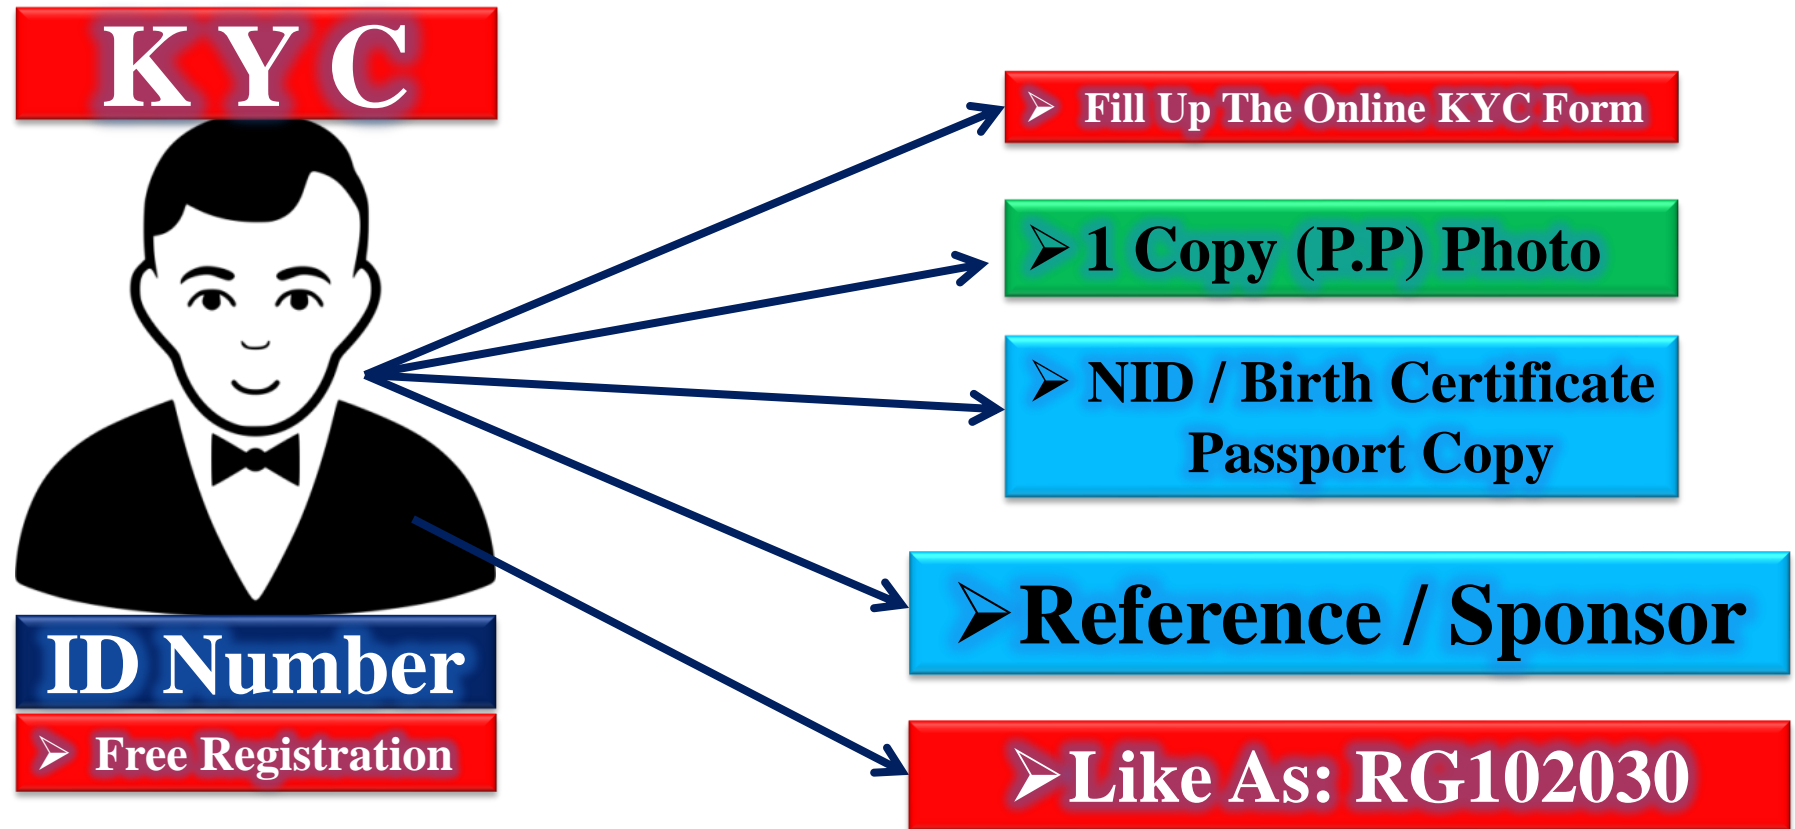 K Y C
➢ Fill Up The Online KYC Form
➢ 1 Copy (P.P) Photo
➢ NID / Birth Certificate
Passport Copy
➢ Reference / Sponsor
ID Number
➢ Free Registration
➢ Like As: RG102030